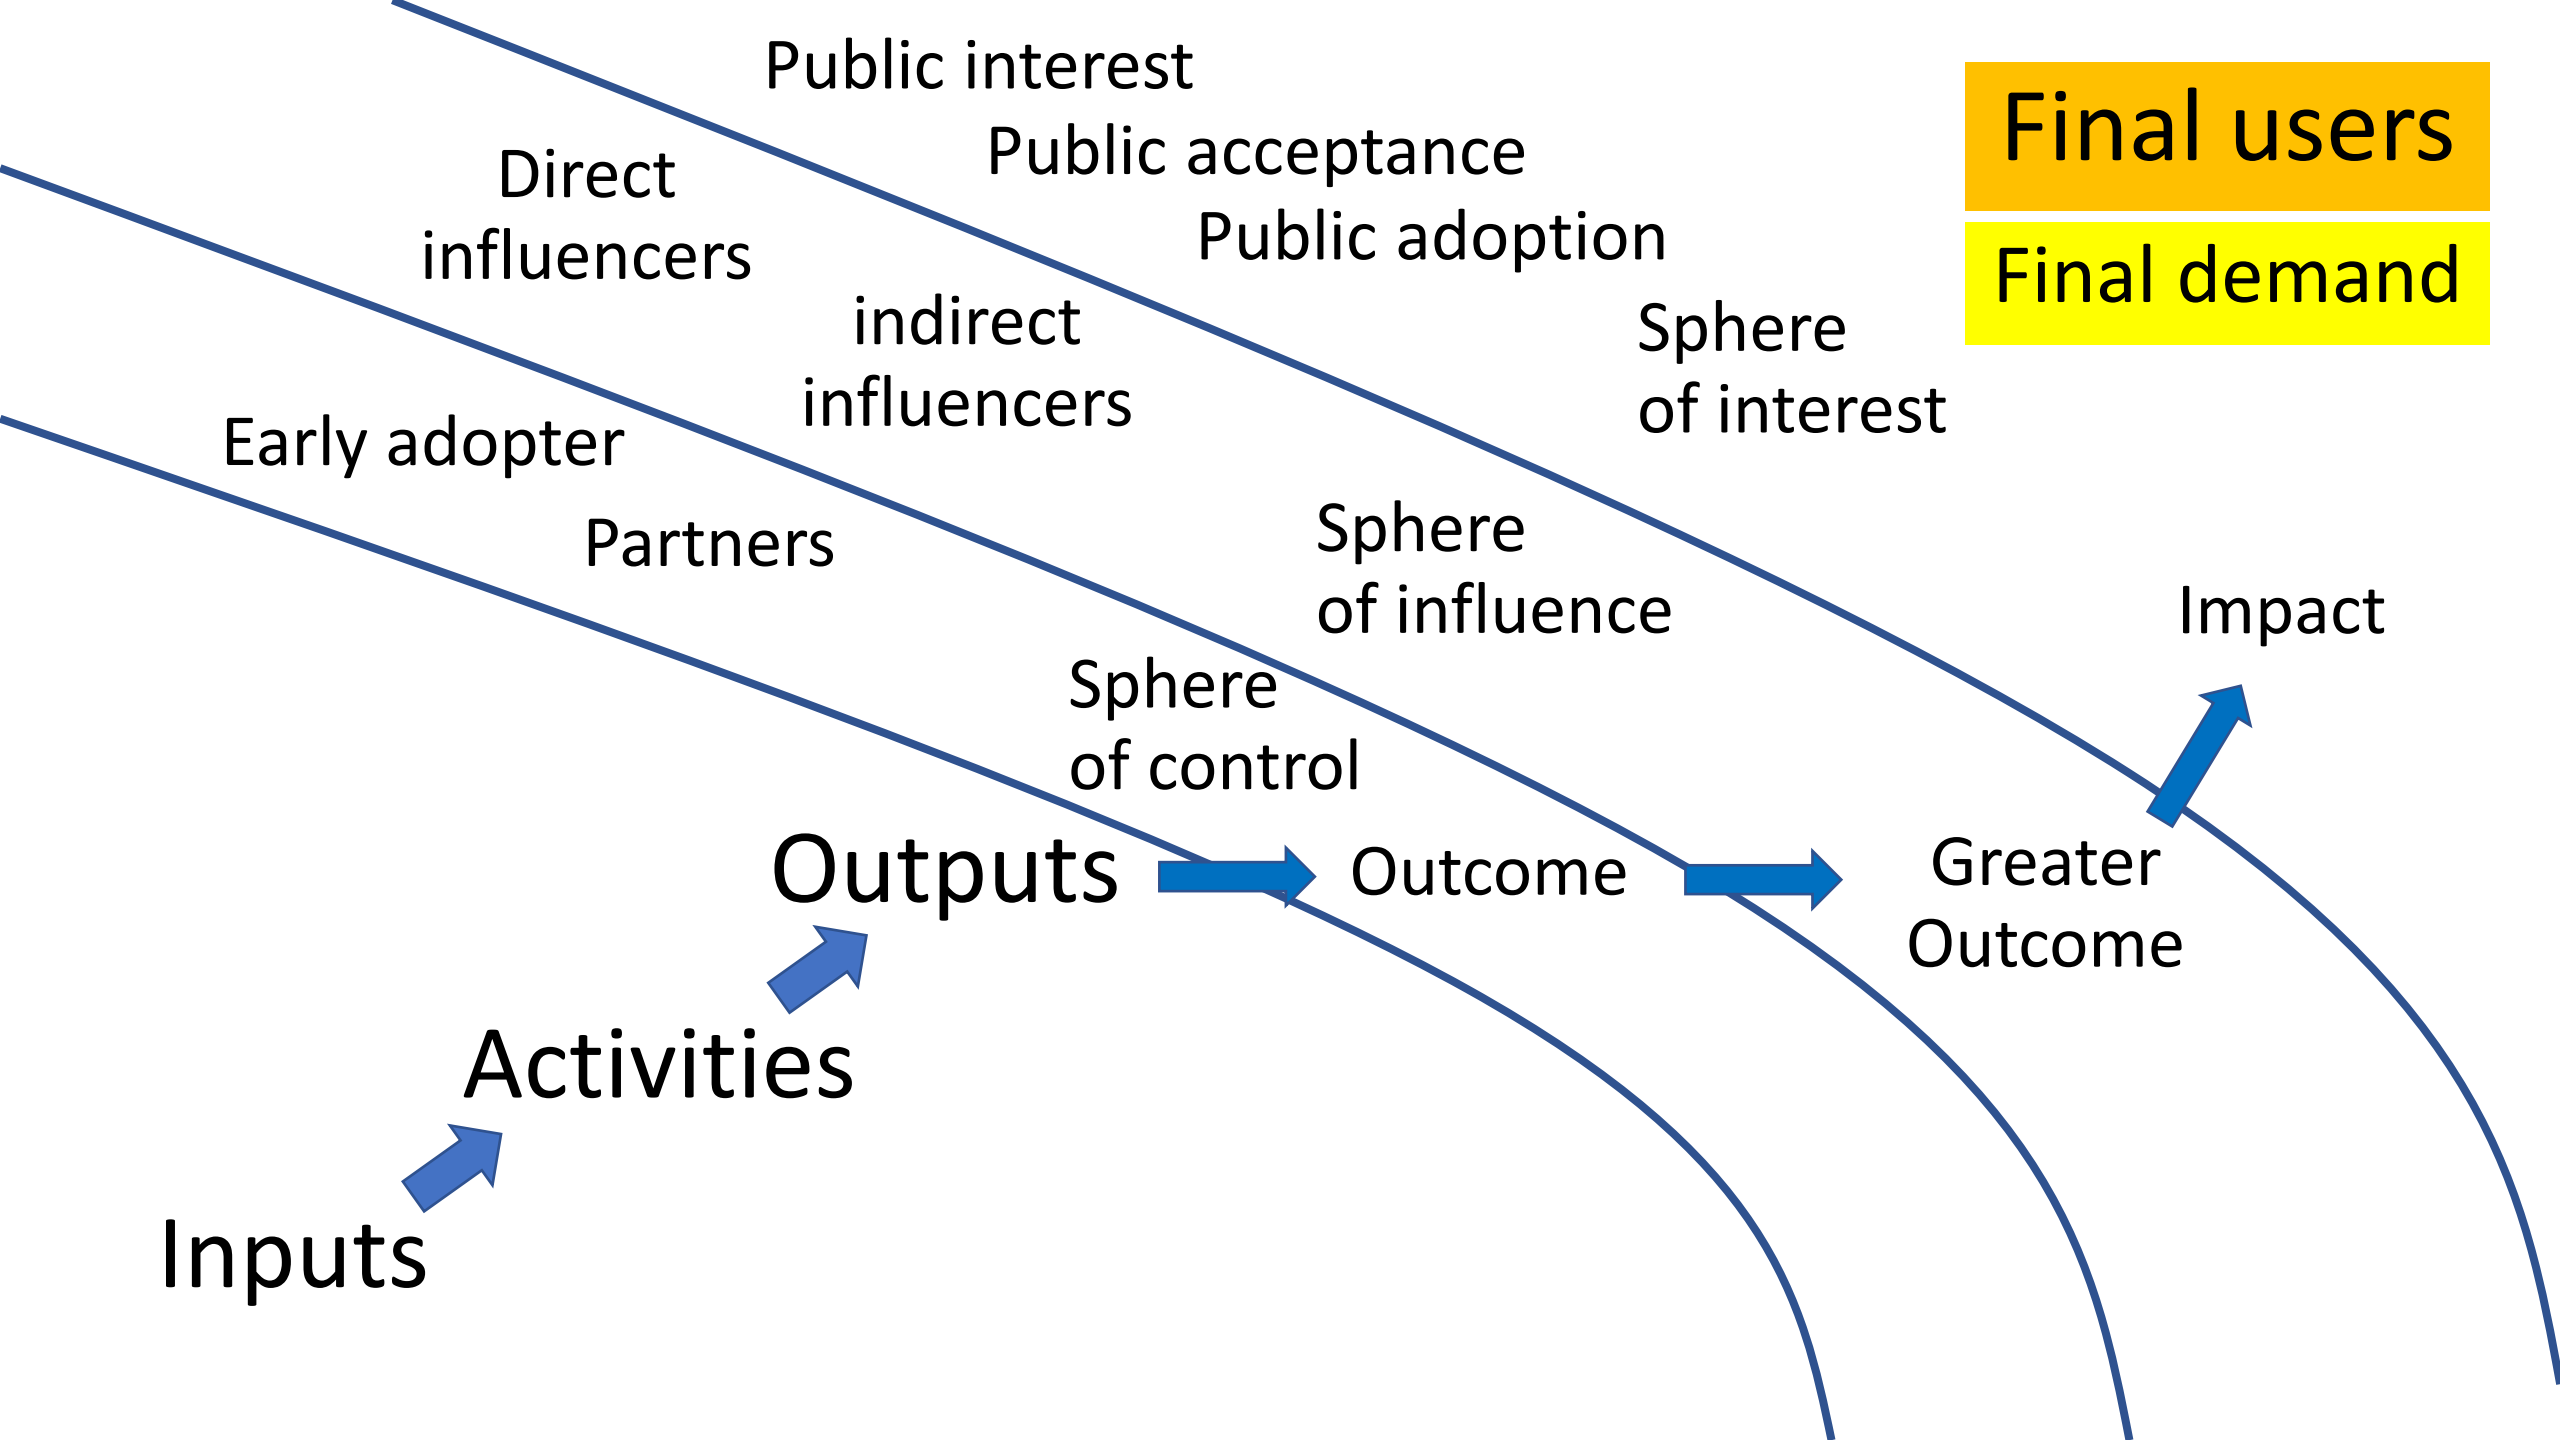 Public interest
Public acceptance
Public adoption
Final users
Final demand
Direct
influencers
indirect
influencers
Sphere
of interest
Early adopter
Partners
Sphere
of influence
Impact
Sphere
of control
Outputs
Outcome
Greater
Outcome
Activities
Inputs